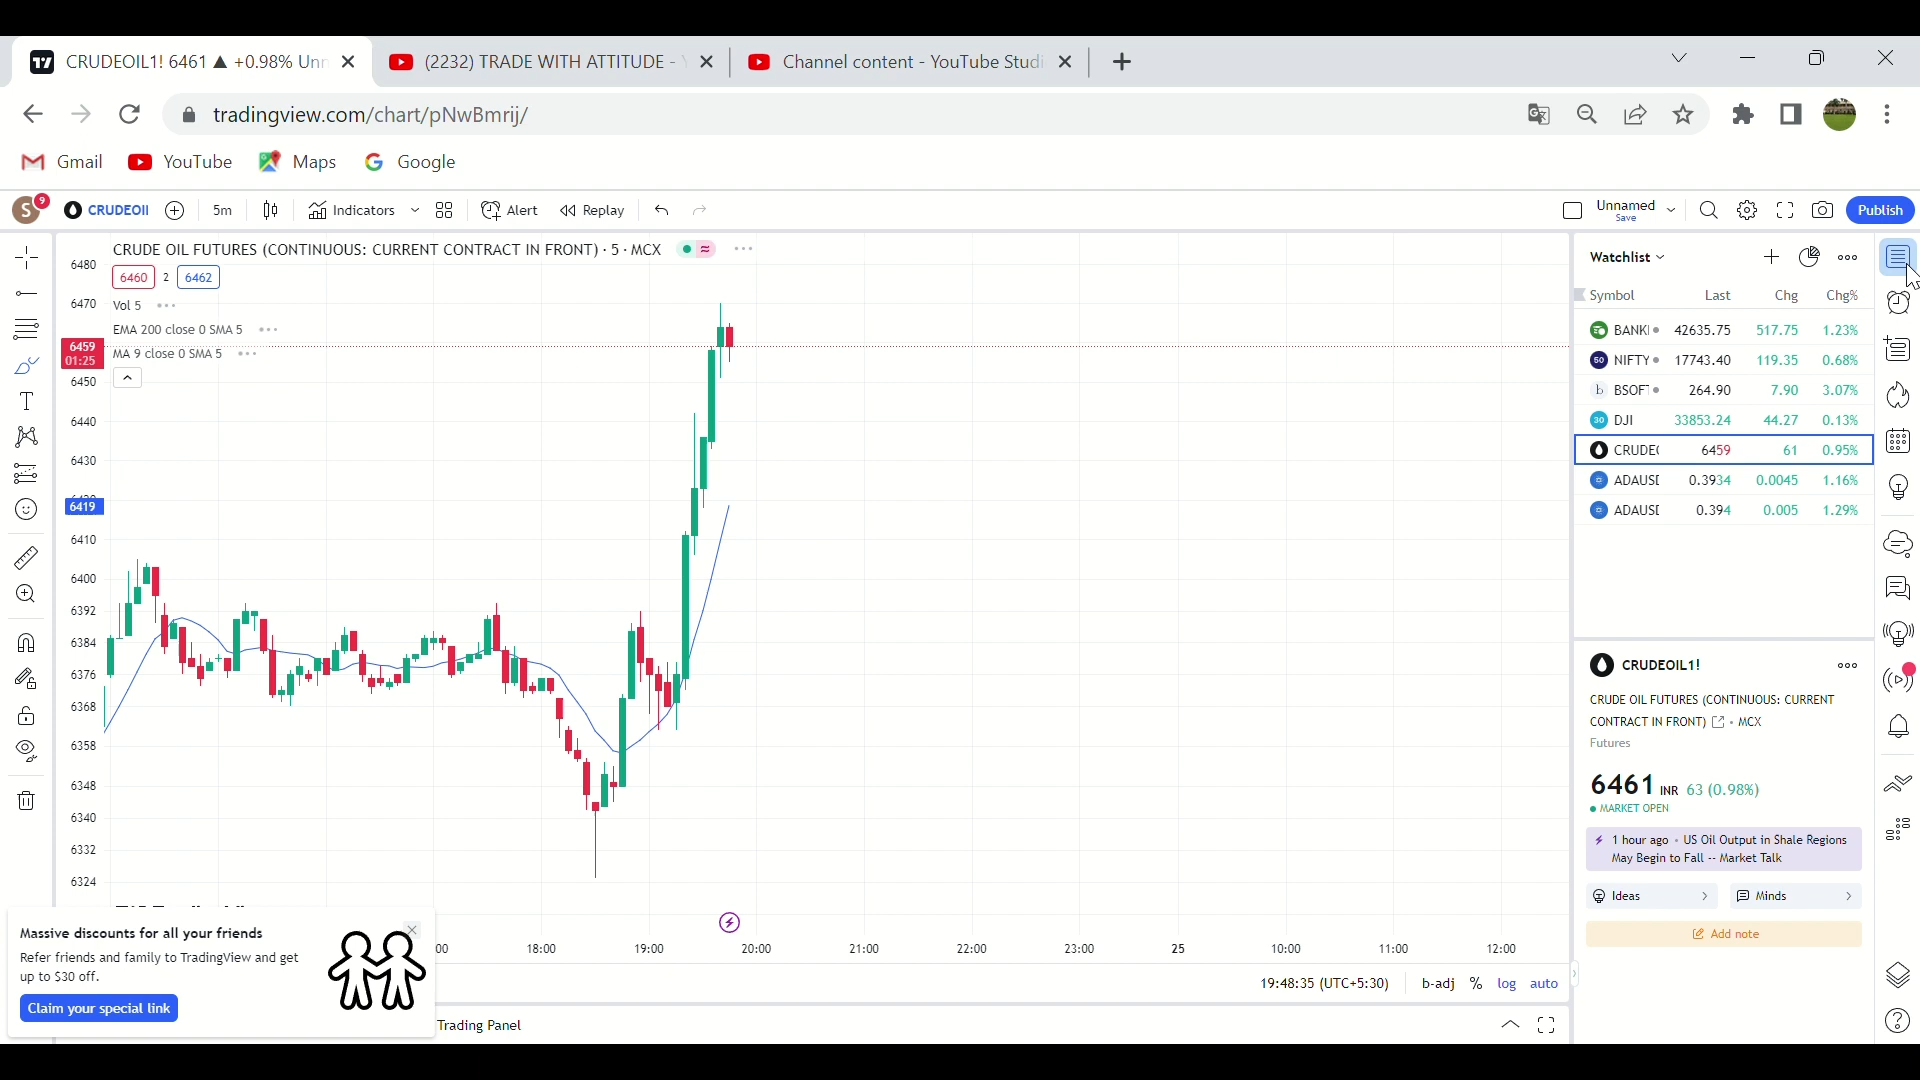 CRUDEOIL1! 6461 ▲ +0.98% Unn
(2232) TRADE WITH ATTITUDE -
Channel content - YouTube Studi
tradingview.com/chart/pNwBmrij/
Gmail
YouTube
Maps
Google
S
9
CRUDEOIl
5m
Indicators
Alert
Replay
Unnamed
Save
Publish
CRUDE OIL FUTURES (CONTINUOUS: CURRENT CONTRACT IN FRONT) · 5 · MCX
6460 2 6462
Vol 5
EMA 200 close 0 SMA 5
MA 9 close 0 SMA 5
6480
6470
6459
01:25
6450
6440
6430
6419
6410
6400
6392
6384
6376
6368
6358
6348
6340
6332
6324
00 18:00 19:00 20:00 21:00 22:00 23:00 25 10:00 11:00 12:00
19:48:35 (UTC+5:30) b-adj % log auto
Trading Panel
Massive discounts for all your friends
Refer friends and family to TradingView and get
up to $30 off.
Claim your special link
Watchlist
Symbol Last Chg Chg%
BANKI 42635.75 517.75 1.23%
50 NIFTY 17743.40 119.35 0.68%
b BSOFT 264.90 7.90 3.07%
30 DJI 33853.24 44.27 0.13%
CRUDE( 6459 61 0.95%
ADAUSD 0.3934 0.0045 1.16%
ADAUSD 0.394 0.005 1.29%
CRUDEOIL1!
CRUDE OIL FUTURES (CONTINUOUS: CURRENT
CONTRACT IN FRONT) · MCX
Futures
6461 INR 63 (0.98%)
MARKET OPEN
1 hour ago · US Oil Output in Shale Regions
May Begin to Fall -- Market Talk
Ideas
Minds
Add note